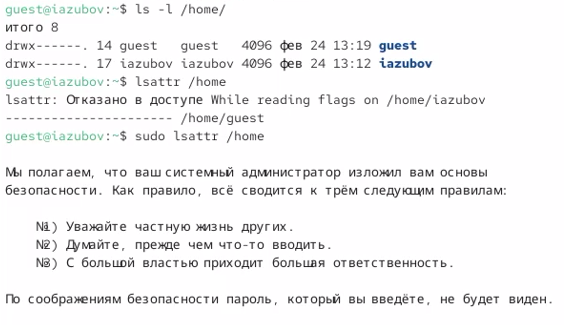 guest@iazubov:~$ ls -l /home/
итого 8
drwx------. 14 guest   guest   4096 фев 24 13:19 guest
drwx------. 17 iazubov iazubov 4096 фев 24 13:12 iazubov
guest@iazubov:~$ lsattr /home
lsattr: Отказано в доступе While reading flags on /home/iazubov
---------------------- /home/guest
guest@iazubov:~$ sudo lsattr /home
Мы полагаем, что ваш системный администратор изложил вам основы
безопасности. Как правило, всё сводится к трём следующим правилам:
№1) Уважайте частную жизнь других.
№2) Думайте, прежде чем что-то вводить.
№3) С большой властью приходит большая ответственность.
По соображениям безопасности пароль, который вы введёте, не будет виден.